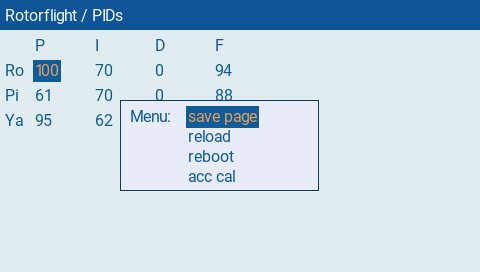 Rotorflight / PIDs
P I D F
Ro 100 70 0 94
Pi 61 70 0 88
Ya 95 62
Menu: save page
reload
reboot
acc cal